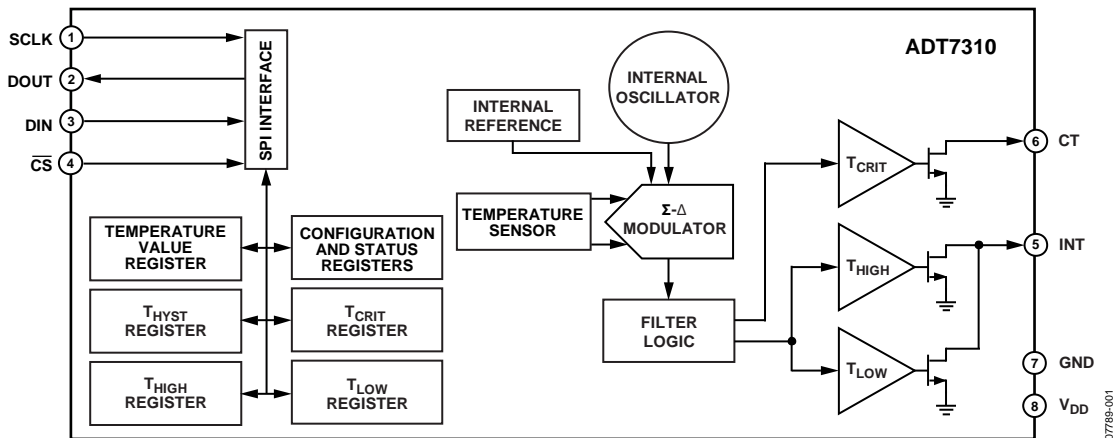 ADT7310
SCLK 1
DOUT 2
DIN 3
CS 4
SPI INTERFACE
INTERNAL
REFERENCE
INTERNAL
OSCILLATOR
TEMPERATURE
SENSOR
Σ-Δ
MODULATOR
FILTER
LOGIC
TEMPERATURE
VALUE
REGISTER
CONFIGURATION
AND STATUS
REGISTERS
THYST
REGISTER
TCRIT
REGISTER
THIGH
REGISTER
TLOW
REGISTER
TCRIT
THIGH
TLOW
6 CT
5 INT
7 GND
8 VDD
07789-001